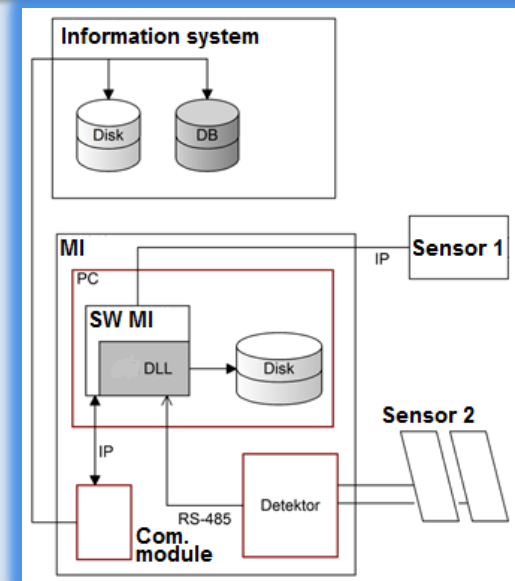 Information system
Disk
DB
MI
IP
Sensor 1
PC
SW MI
DLL
Disk
Sensor 2
IP
RS-485
Detektor
Com.
module